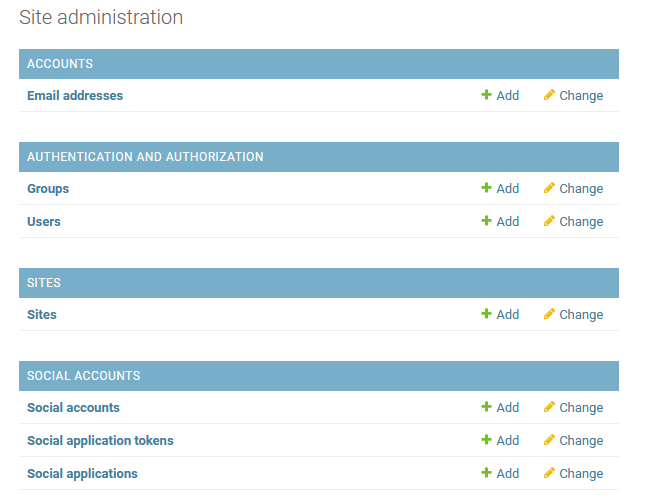 Site administration
ACCOUNTS
Email addresses Add Change
AUTHENTICATION AND AUTHORIZATION
Groups Add Change
Users Add Change
SITES
Sites Add Change
SOCIAL ACCOUNTS
Social accounts Add Change
Social application tokens Add Change
Social applications Add Change